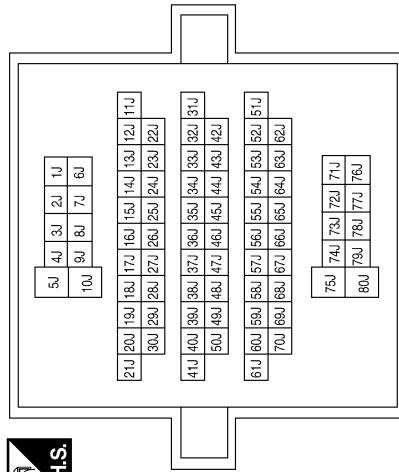 H.S.
5J 4J 3J 2J 1J
10J 9J 8J 7J 6J
21J 20J 19J 18J 17J 16J 15J 14J 13J 12J 11J
30J 29J 28J 27J 26J 25J 24J 23J 22J
41J 40J 39J 38J 37J 36J 35J 34J 33J 32J 31J
50J 49J 48J 47J 46J 45J 44J 43J 42J
61J 60J 59J 58J 57J 56J 55J 54J 53J 52J 51J
70J 69J 68J 67J 66J 65J 64J 63J 62J
75J 74J 73J 72J 71J
80J 79J 78J 77J 76J